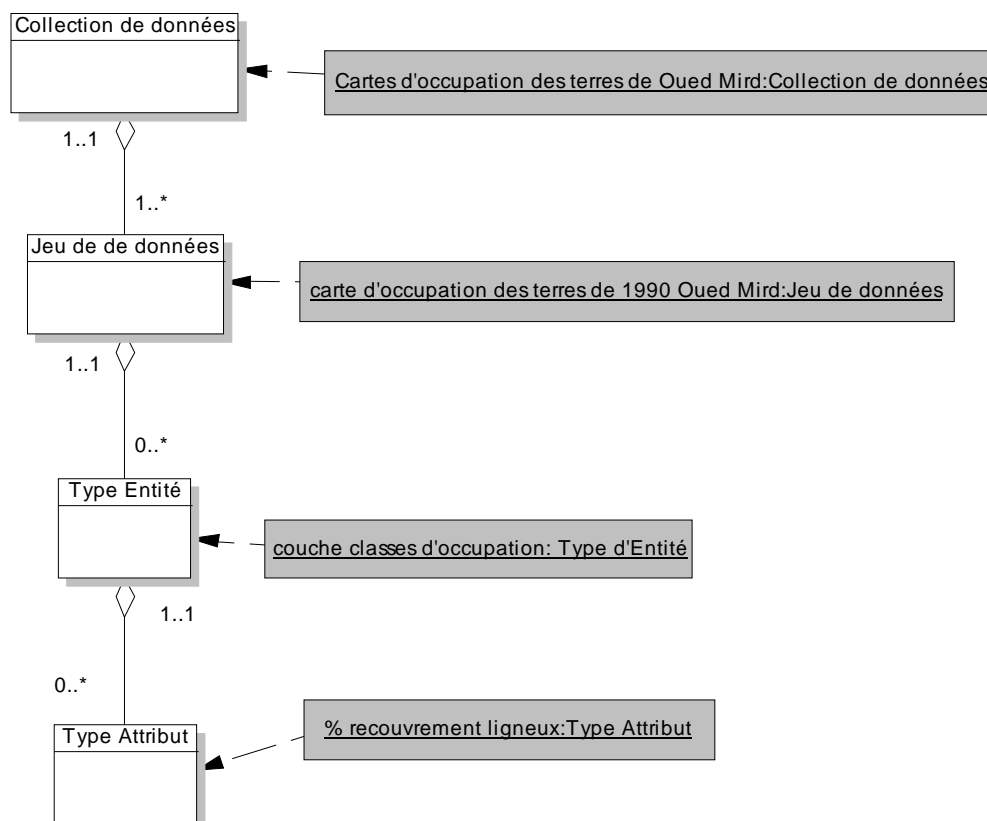 Collection de données
Cartes d'occupation des terres de Oued Mird:Collection de données
1..1
1..*
Jeu de de données
carte d'occupation des terres de 1990 Oued Mird:Jeu de données
1..1
0..*
Type Entité
couche classes d'occupation: Type d'Entité
1..1
0..*
Type Attribut
% recouvrement ligneux:Type Attribut